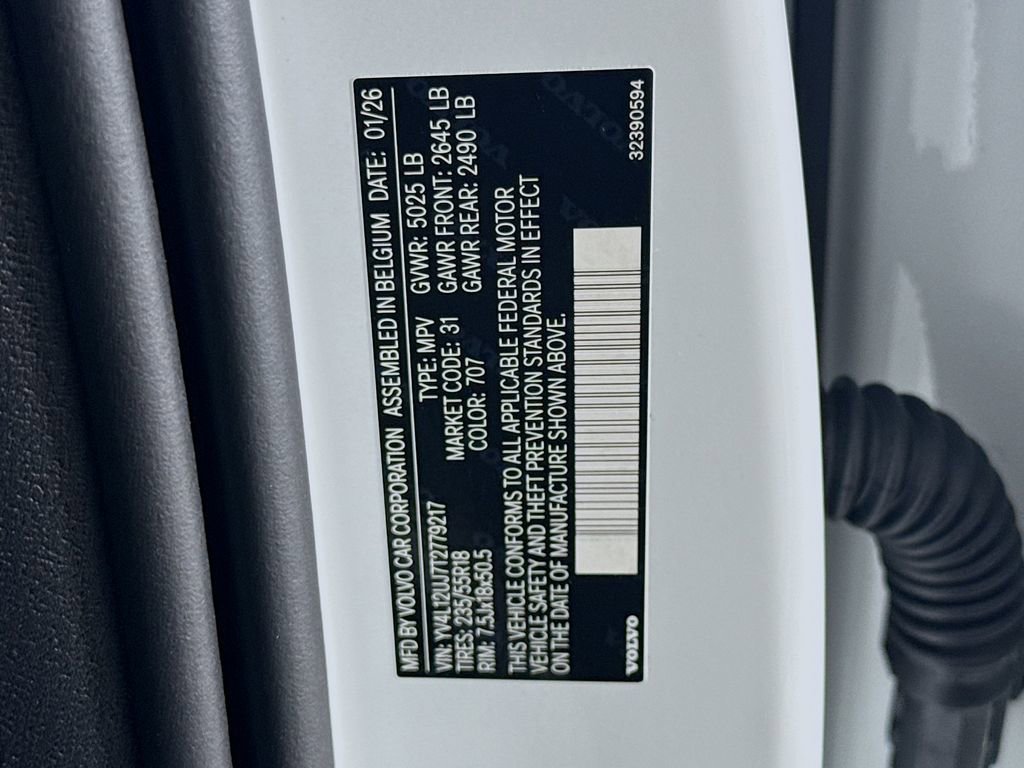 MFD BY VOLVO CAR CORPORATION ASSEMBLED IN BELGIUM DATE: 01/26
VIN: YV4L12UJ7T2779217 TYPE: MPV GVWR: 5025 LB
TIRES: 235/55R18 MARKET CODE: 31 GAWR FRONT: 2645 LB
RIM: 7.5Jx18x50.5 COLOR: 707 GAWR REAR: 2490 LB
THIS VEHICLE CONFORMS TO ALL APPLICABLE FEDERAL MOTOR
VEHICLE SAFETY AND THEFT PREVENTION STANDARDS IN EFFECT
ON THE DATE OF MANUFACTURE SHOWN ABOVE.
VOLVO 32390594